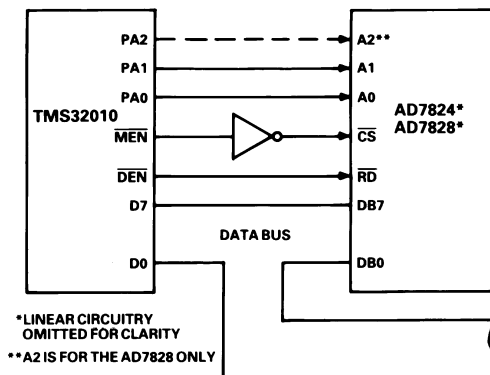 PA2
A2**
PA1
A1
PA0
A0
TMS32010
AD7824*
AD7828*
MEN
CS
DEN
RD
D7
DB7
DATA BUS
D0
DB0
*LINEAR CIRCUITRY
OMITTED FOR CLARITY
**A2 IS FOR THE AD7828 ONLY